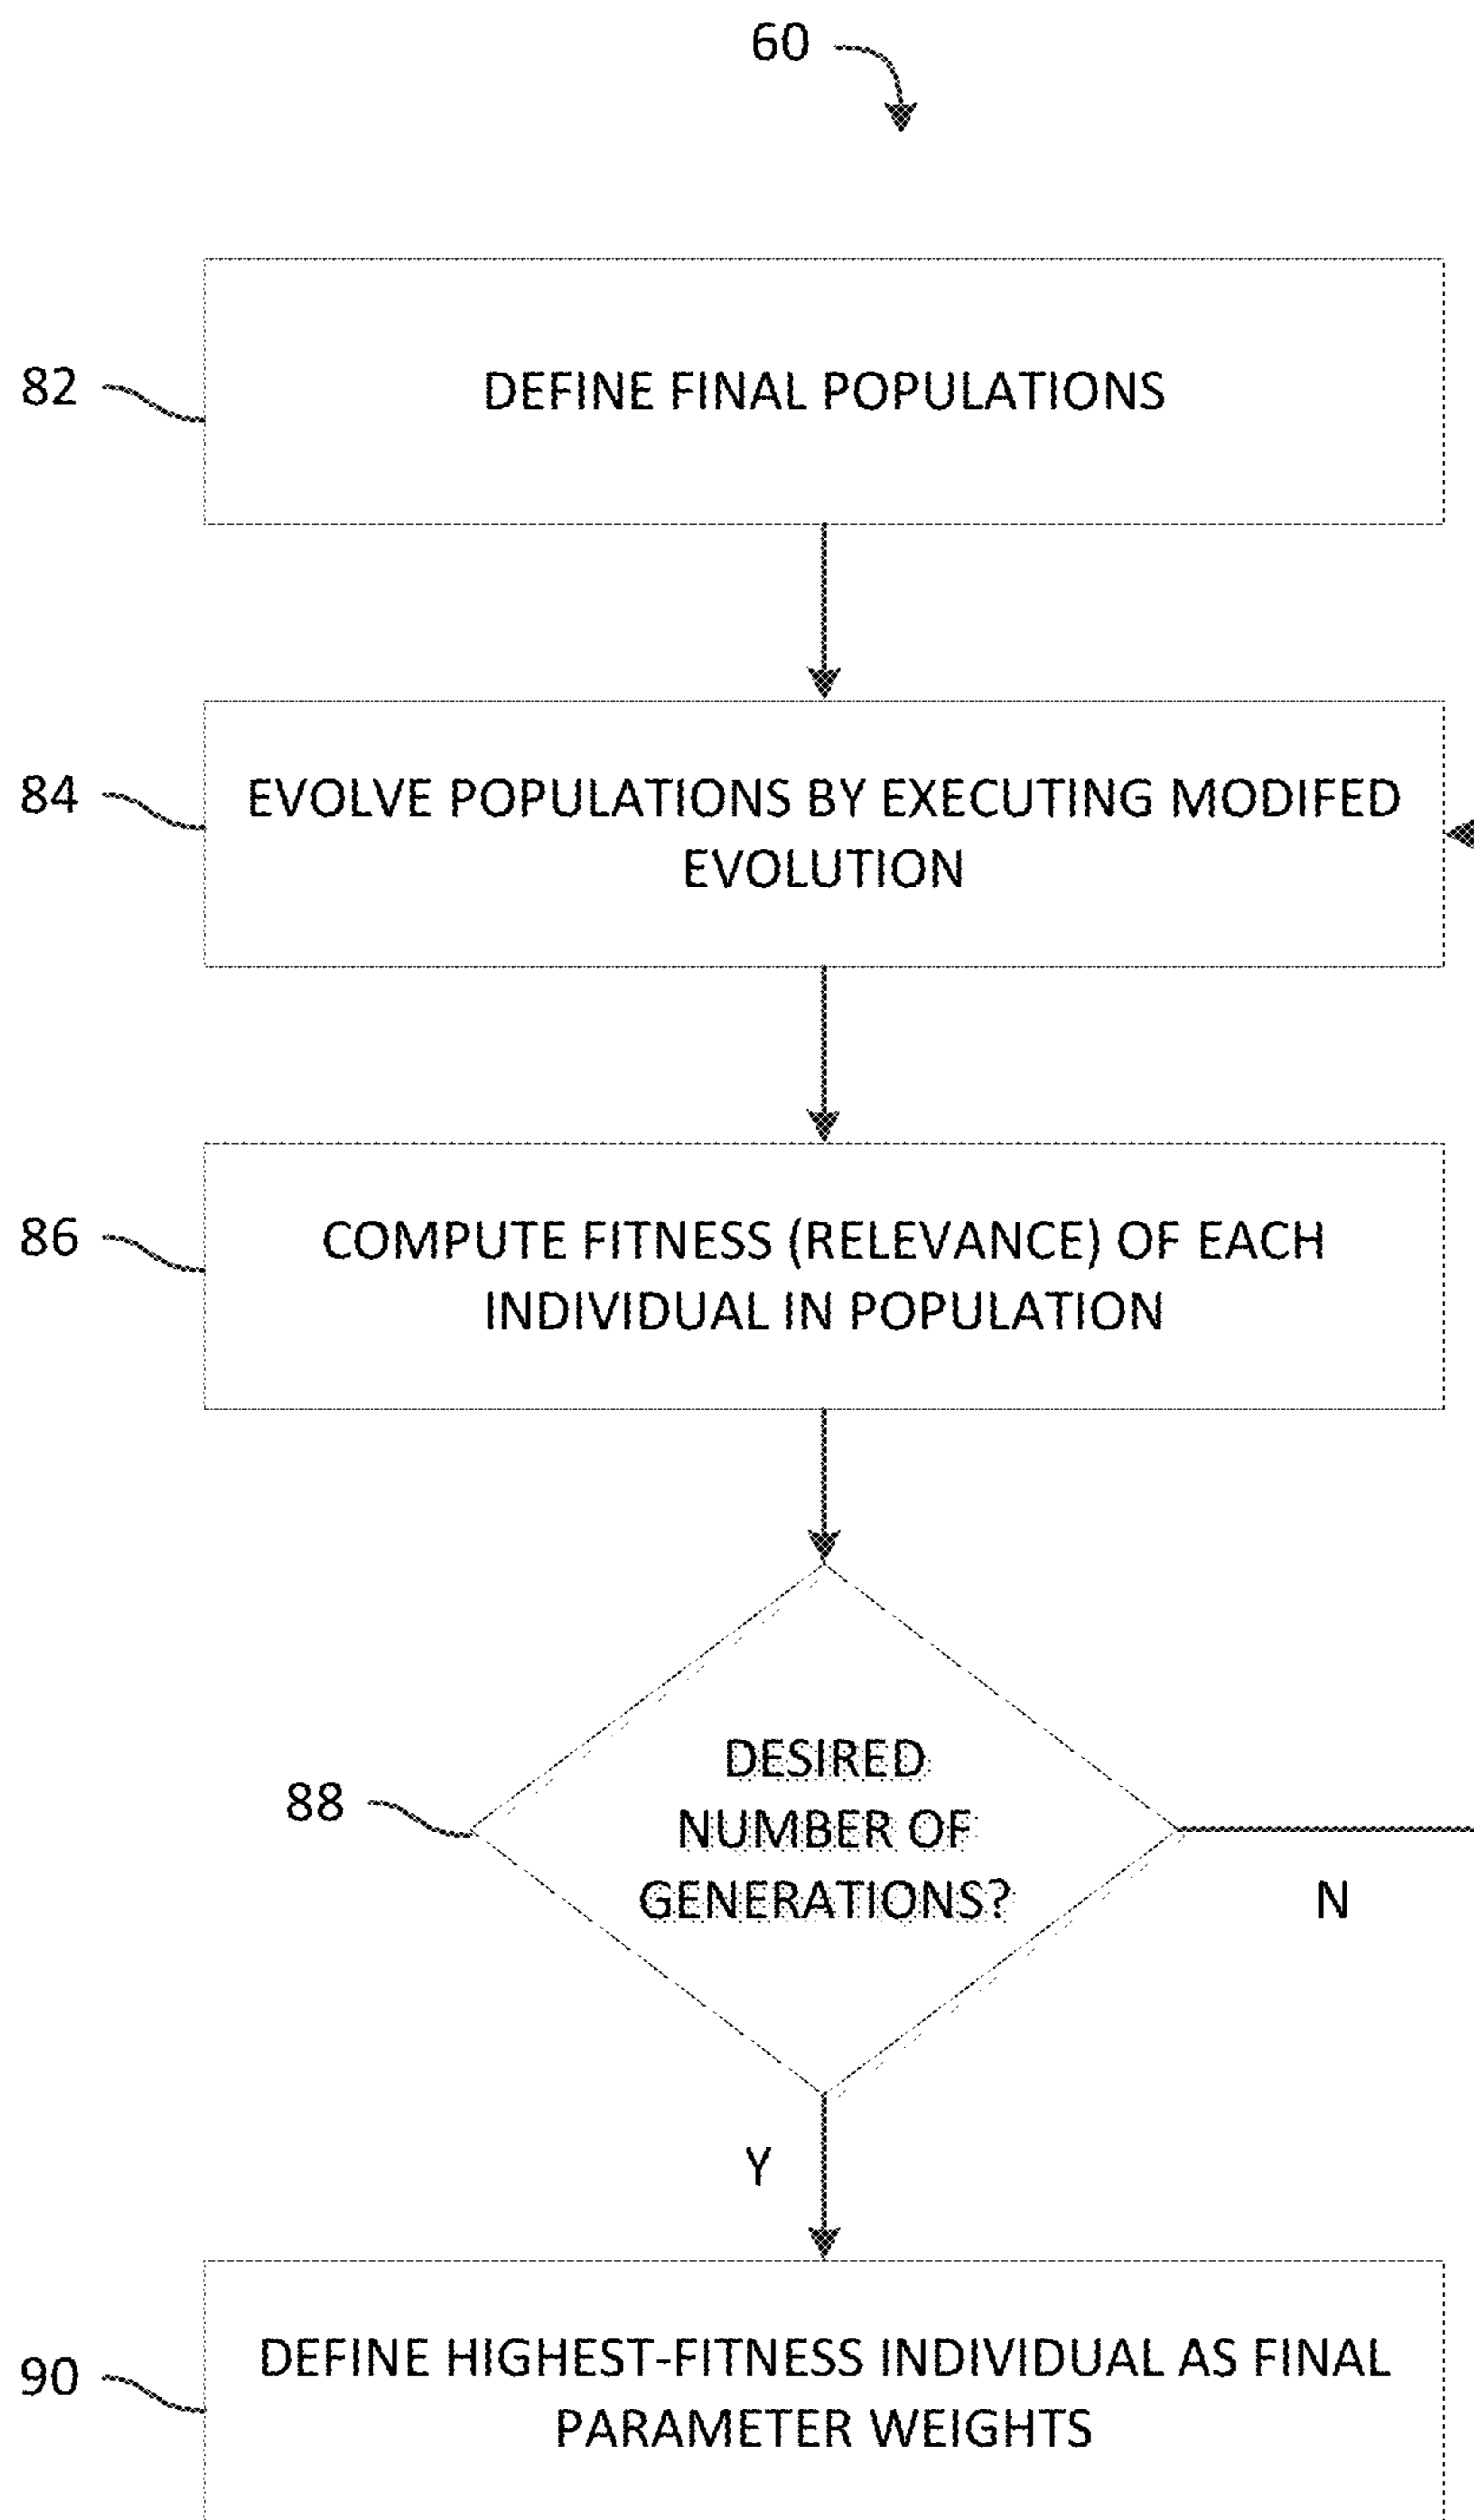 60
82
DEFINE FINAL POPULATIONS
84
EVOLVE POPULATIONS BY EXECUTING MODIFED
EVOLUTION
86
COMPUTE FITNESS (RELEVANCE) OF EACH
INDIVIDUAL IN POPULATION
88
DESIRED
NUMBER OF
GENERATIONS?
N
Y
90
DEFINE HIGHEST-FITNESS INDIVIDUAL AS FINAL
PARAMETER WEIGHTS